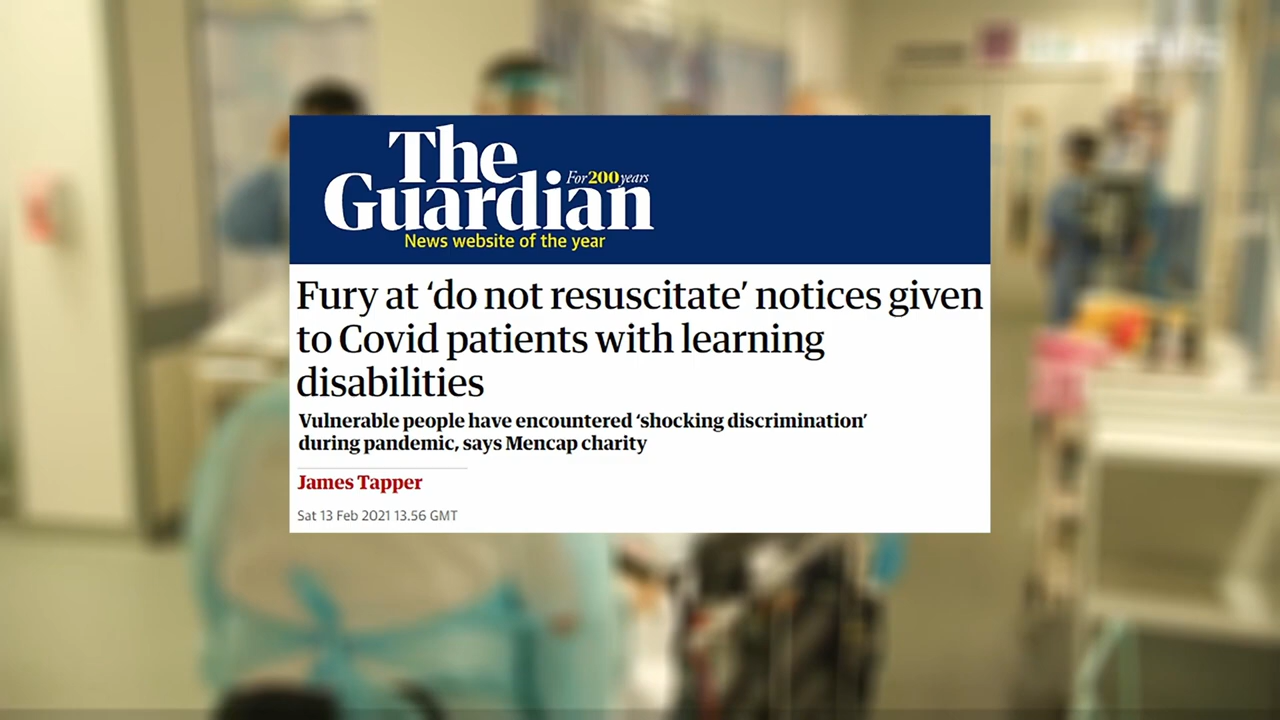 The
Guardian
For 200 years
News website of the year
Fury at ‘do not resuscitate’ notices given
to Covid patients with learning
disabilities
Vulnerable people have encountered ‘shocking discrimination’
during pandemic, says Mencap charity
James Tapper
Sat 13 Feb 2021 13.56 GMT